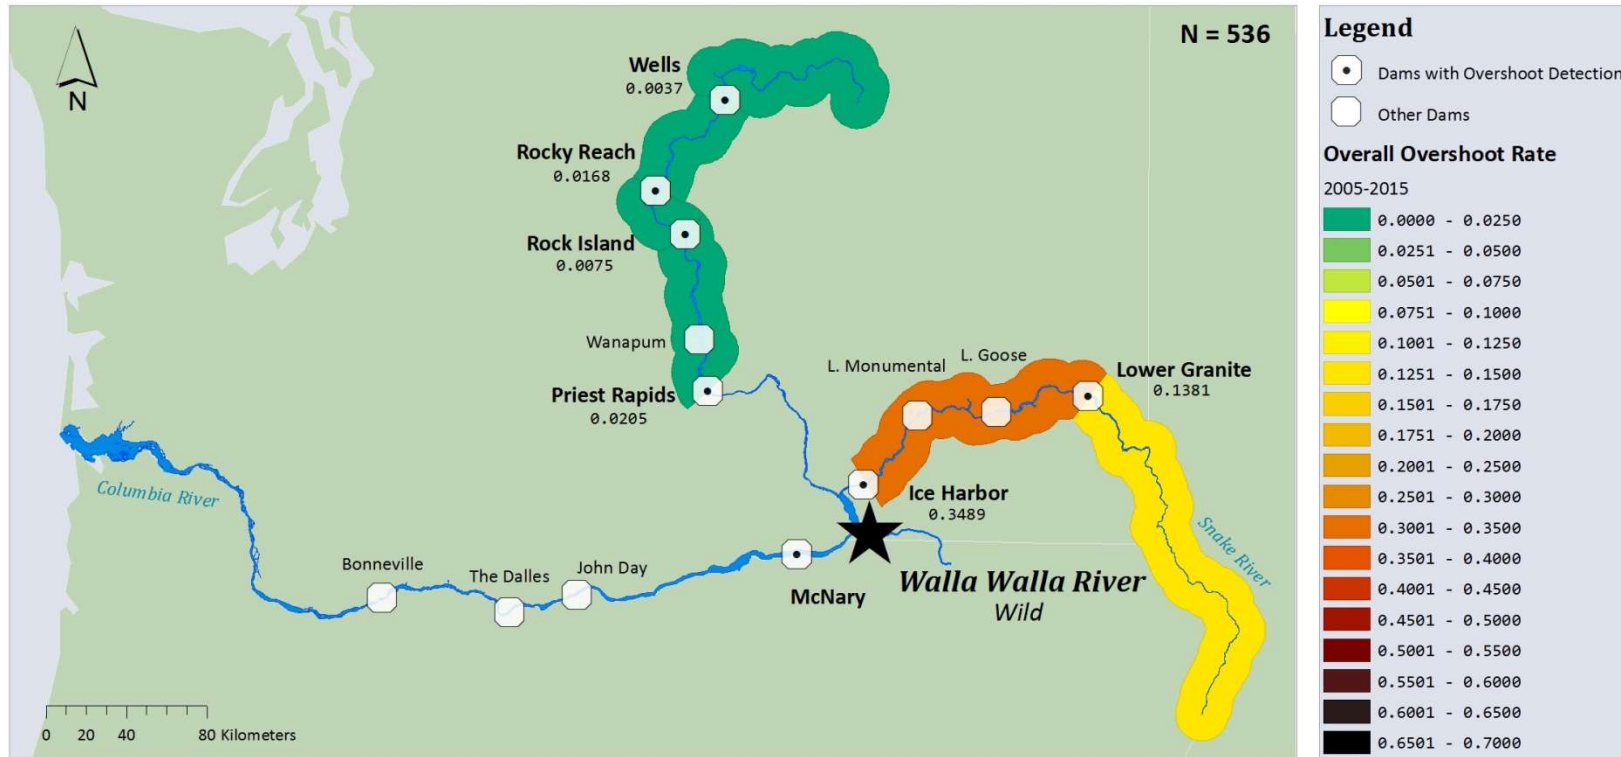 N = 536
Wells
0.0037
Rocky Reach
0.0168
Rock Island
0.0075
Wanapum
Priest Rapids
0.0205
L. Monumental
L. Goose
Lower Granite
0.1381
Ice Harbor
0.3489
Columbia River
Snake River
Bonneville
The Dalles
John Day
McNary
Walla Walla River
Wild
N
0 20 40 80 Kilometers
Legend
Dams with Overshoot Detection
Other Dams
Overall Overshoot Rate
2005-2015
0.0000 - 0.0250
0.0251 - 0.0500
0.0501 - 0.0750
0.0751 - 0.1000
0.1001 - 0.1250
0.1251 - 0.1500
0.1501 - 0.1750
0.1751 - 0.2000
0.2001 - 0.2500
0.2501 - 0.3000
0.3001 - 0.3500
0.3501 - 0.4000
0.4001 - 0.4500
0.4501 - 0.5000
0.5001 - 0.5500
0.5501 - 0.6000
0.6001 - 0.6500
0.6501 - 0.7000